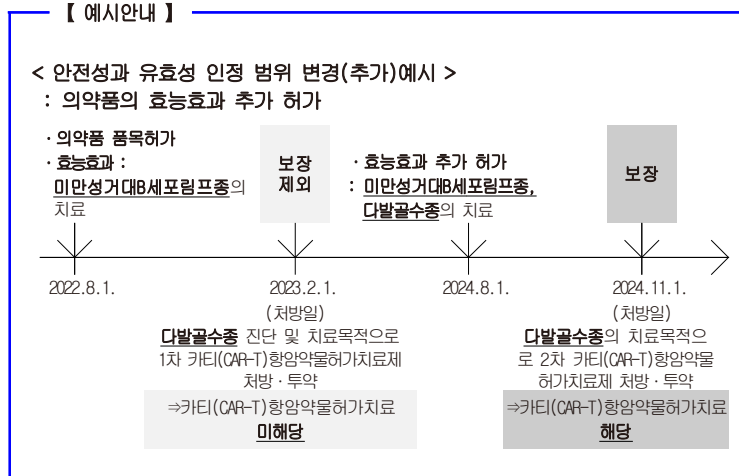 【 예시안내 】
< 안전성과 유효성 인정 범위 변경(추가)예시 >
: 의약품의 효능효과 추가 허가
· 의약품 품목허가
· 효능효과 :
미만성거대B세포림프종의
치료
보장
제외
· 효능효과 추가 허가
: 미만성거대B세포림프종,
다발골수종의 치료
보장
2022.8.1.
2023.2.1.
(처방일)
다발골수종 진단 및 치료목적으로
1차 카티(CAR-T)항암약물허가치료제
처방 · 투약
⇒카티(CAR-T)항암약물허가치료
미해당
2024.8.1.
2024.11.1.
(처방일)
다발골수종의 치료목적으
로 2차 카티(CAR-T)항암약물
허가치료제 처방 · 투약
⇒카티(CAR-T)항암약물허가치료
해당